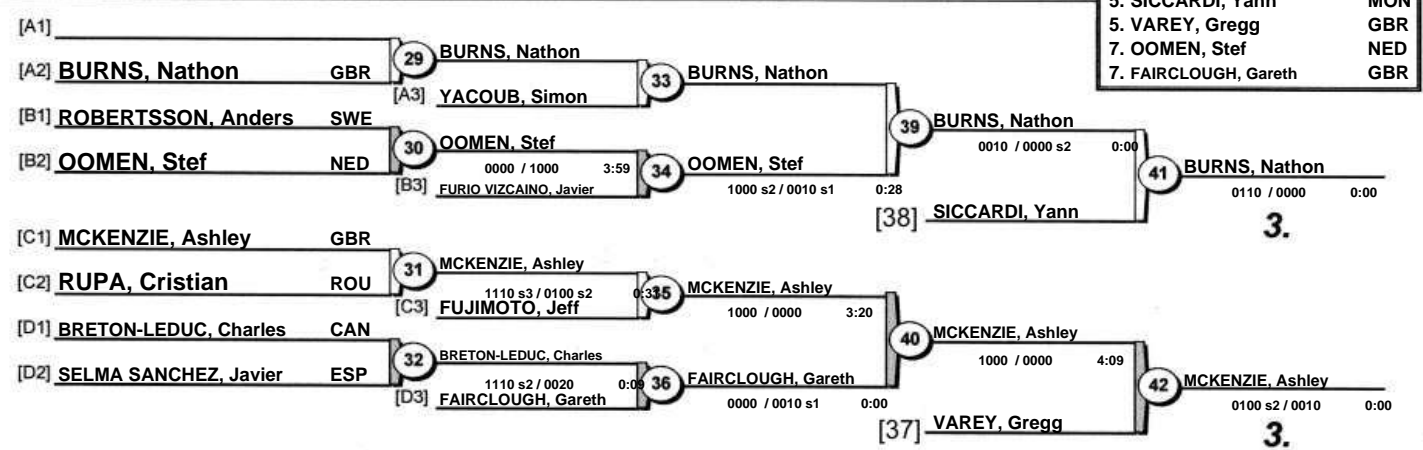 5. SICCARDI, Yann MON
5. VAREY, Gregg GBR
7. OOMEN, Stef NED
7. FAIRCLOUGH, Gareth GBR
[A1]
29 BURNS, Nathon
[A2] BURNS, Nathon GBR
33 BURNS, Nathon
[A3] YACOUB, Simon
[B1] ROBERTSSON, Anders SWE
39 BURNS, Nathon
0010 / 0000 s2 0:00
30 OOMEN, Stef
0000 / 1000 3:59
[B2] OOMEN, Stef NED
34 OOMEN, Stef
1000 s2 / 0010 s1 0:28
[B3] FURIO VIZCAINO, Javier
41 BURNS, Nathon
0110 / 0000 0:00
3.
[38] SICCARDI, Yann
[C1] MCKENZIE, Ashley GBR
31 MCKENZIE, Ashley
1110 s3 / 0100 s2
[C2] RUPA, Cristian ROU
35 MCKENZIE, Ashley
1000 / 0000 3:20
[C3] FUJIMOTO, Jeff
[D1] BRETON-LEDUC, Charles CAN
40 MCKENZIE, Ashley
1000 / 0000 4:09
32 BRETON-LEDUC, Charles
1110 s2 / 0020 0:09
[D2] SELMA SANCHEZ, Javier ESP
36 FAIRCLOUGH, Gareth
0000 / 0010 s1 0:00
[D3] FAIRCLOUGH, Gareth
42 MCKENZIE, Ashley
0100 s2 / 0010 0:00
3.
[37] VAREY, Gregg